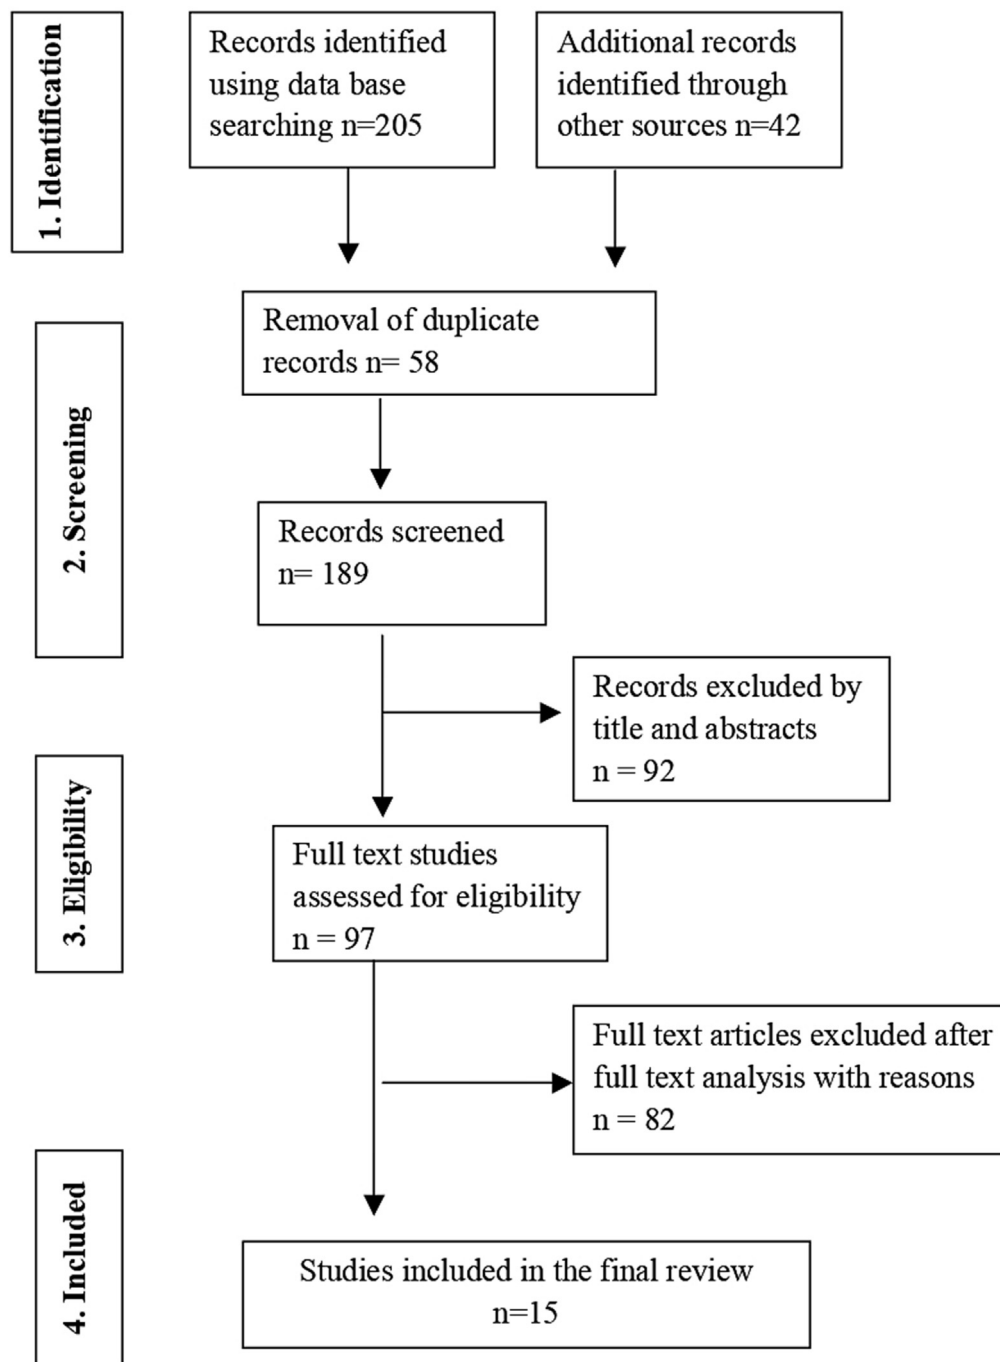 1. Identification
Records identified
using data base
searching n=205
Additional records
identified through
other sources n=42
Removal of duplicate
records n= 58
2. Screening
Records screened
n= 189
Records excluded by
title and abstracts
n = 92
3. Eligibility
Full text studies
assessed for eligibility
n = 97
Full text articles excluded after
full text analysis with reasons
n = 82
4. Included
Studies included in the final review
n=15